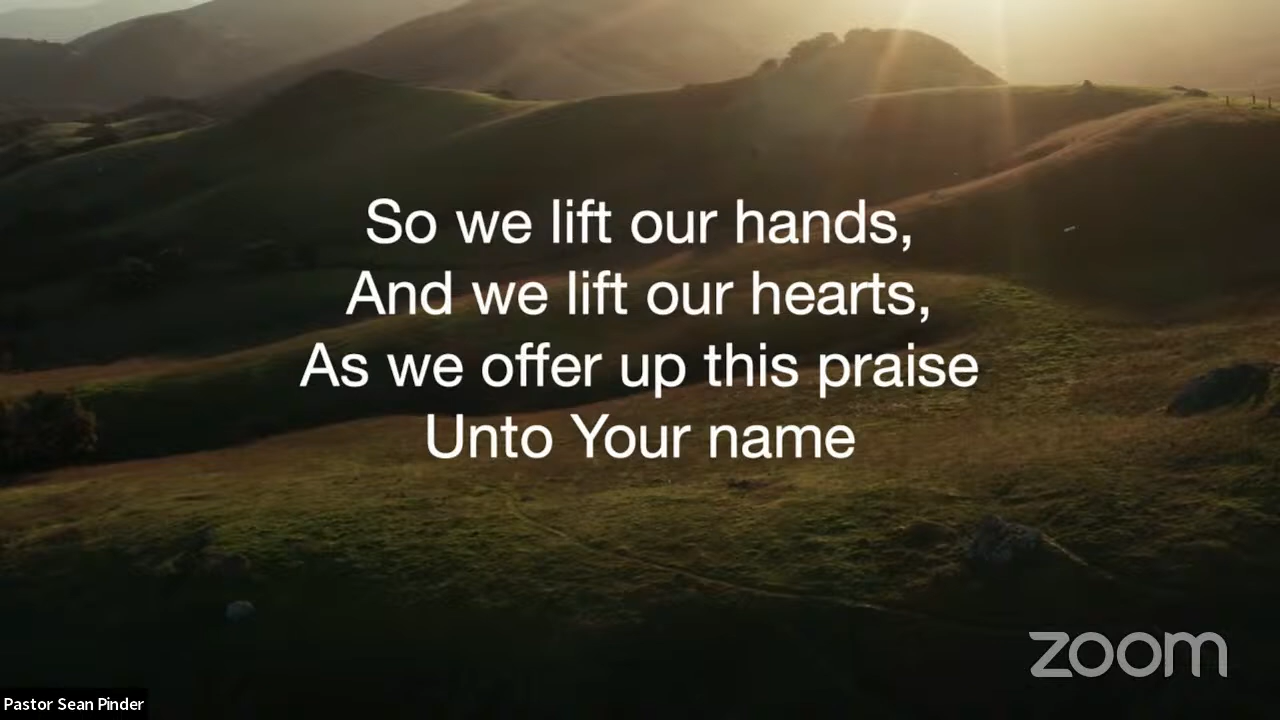 So we lift our hands,
And we lift our hearts,
As we offer up this praise
Unto Your name
zoom
Pastor Sean Pinder